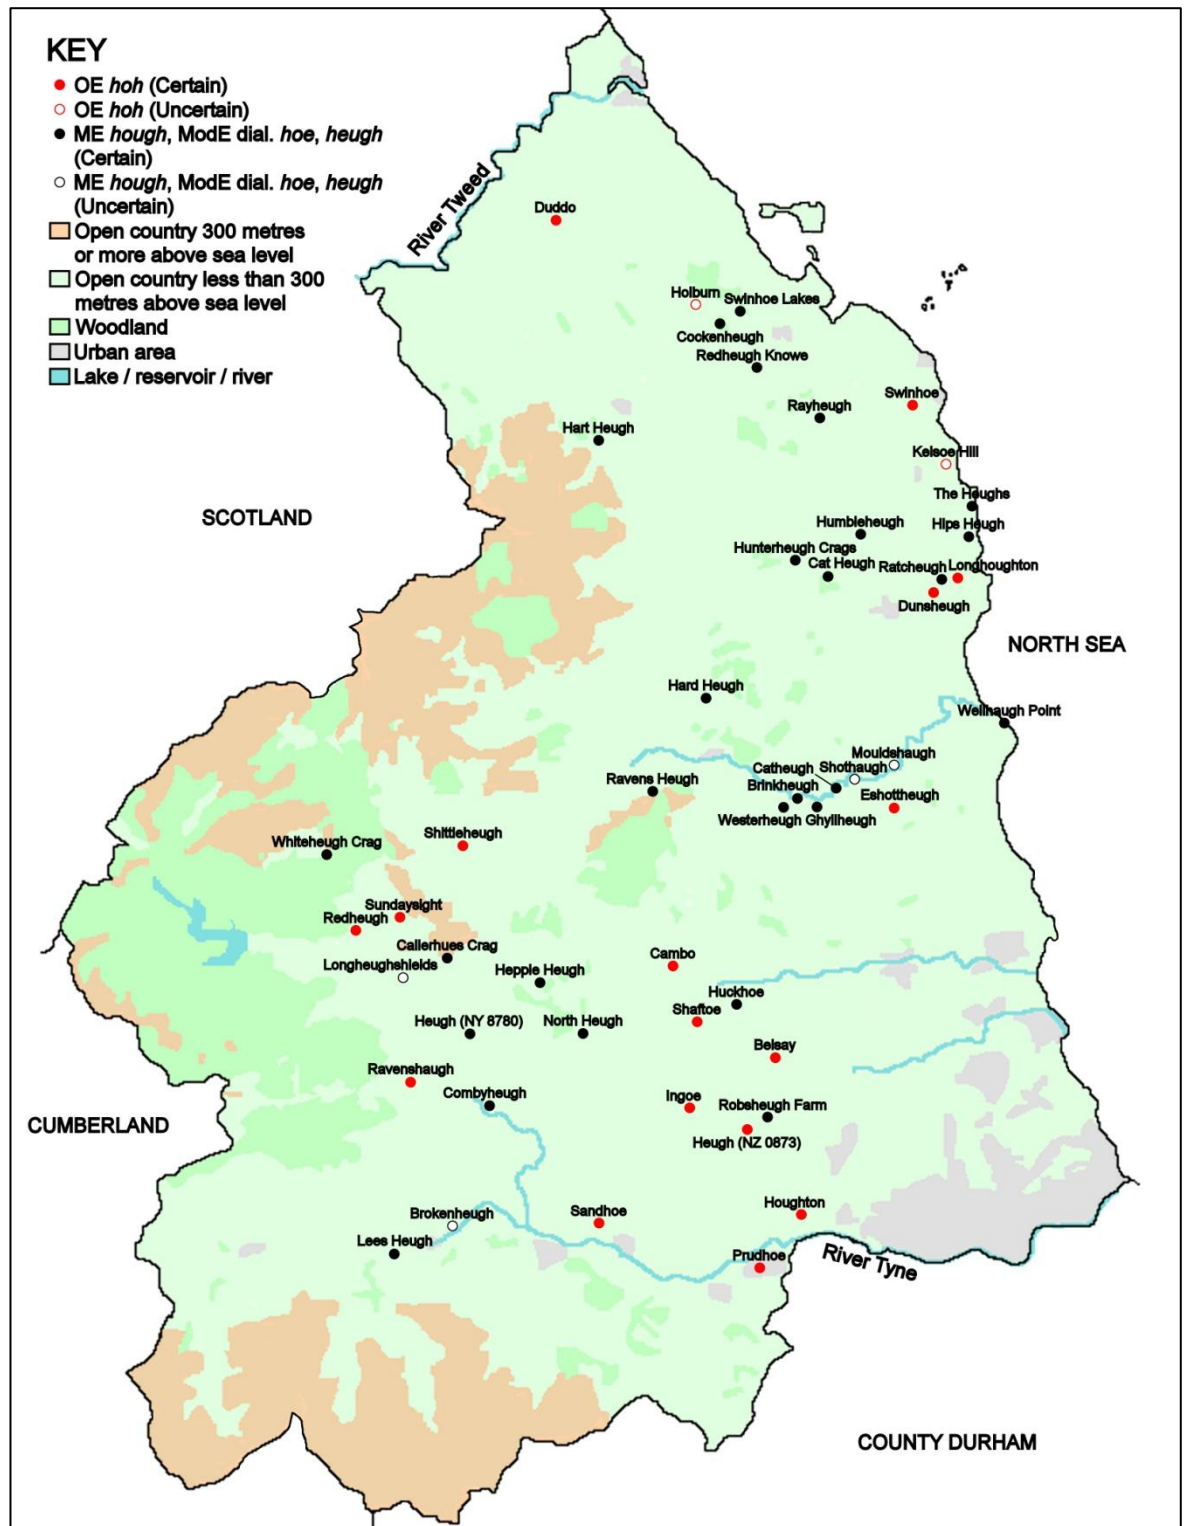 KEY
OE hoh (Certain)
OE hoh (Uncertain)
ME hough, ModE dial. hoe, heugh
(Certain)
ME hough, ModE dial. hoe, heugh
(Uncertain)
Open country 300 metres
or more above sea level
Open country less than 300
metres above sea level
Woodland
Urban area
Lake / reservoir / river
River Tweed
Duddo
Holburn
Swinhoe Lakes
Cockenheugh
Redheugh Knowe
Swinhoe
Rayheugh
Hart Heugh
Kelsoe Hill
The Heughs
SCOTLAND
Humbleheugh
Hips Heugh
Hunterheugh Crags
Cat Heugh
Ratcheugh
Longhoughton
Dunsheugh
NORTH SEA
Hard Heugh
Wellhaugh Point
Mouldshaugh
Shothaugh
Catheugh
Ravens Heugh
Brinkheugh
Eshottheugh
Westerheugh
Ghyllheugh
Shittleheugh
Whiteheugh Crag
Sundaysight
Redheugh
Callerhues Crag
Cambo
Longheughshields
Hepple Heugh
Huckhoe
Shaftoe
Heugh (NY 8780)
North Heugh
Belsay
Ravenshaugh
Combyheugh
Ingoe
Robsheugh Farm
CUMBERLAND
Heugh (NZ 0873)
Houghton
Brokenheugh
Sandhoe
Lees Heugh
Prudhoe
River Tyne
COUNTY DURHAM